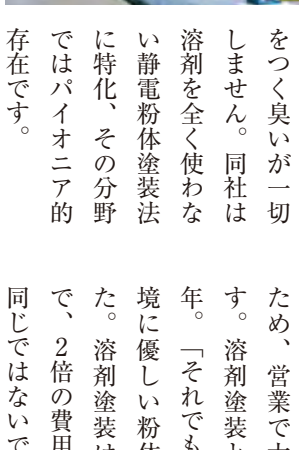 をつく臭いが一切
しません。同社は
溶剤を全く使わな
い静電粉体塗装法
に特化、その分野
ではパイオニア的
存在です。
ため、営業で大
す。溶剤塗装と
年。「それでも
境に優しい粉体
た。溶剤塗装は
で、2倍の費用
同じではないで